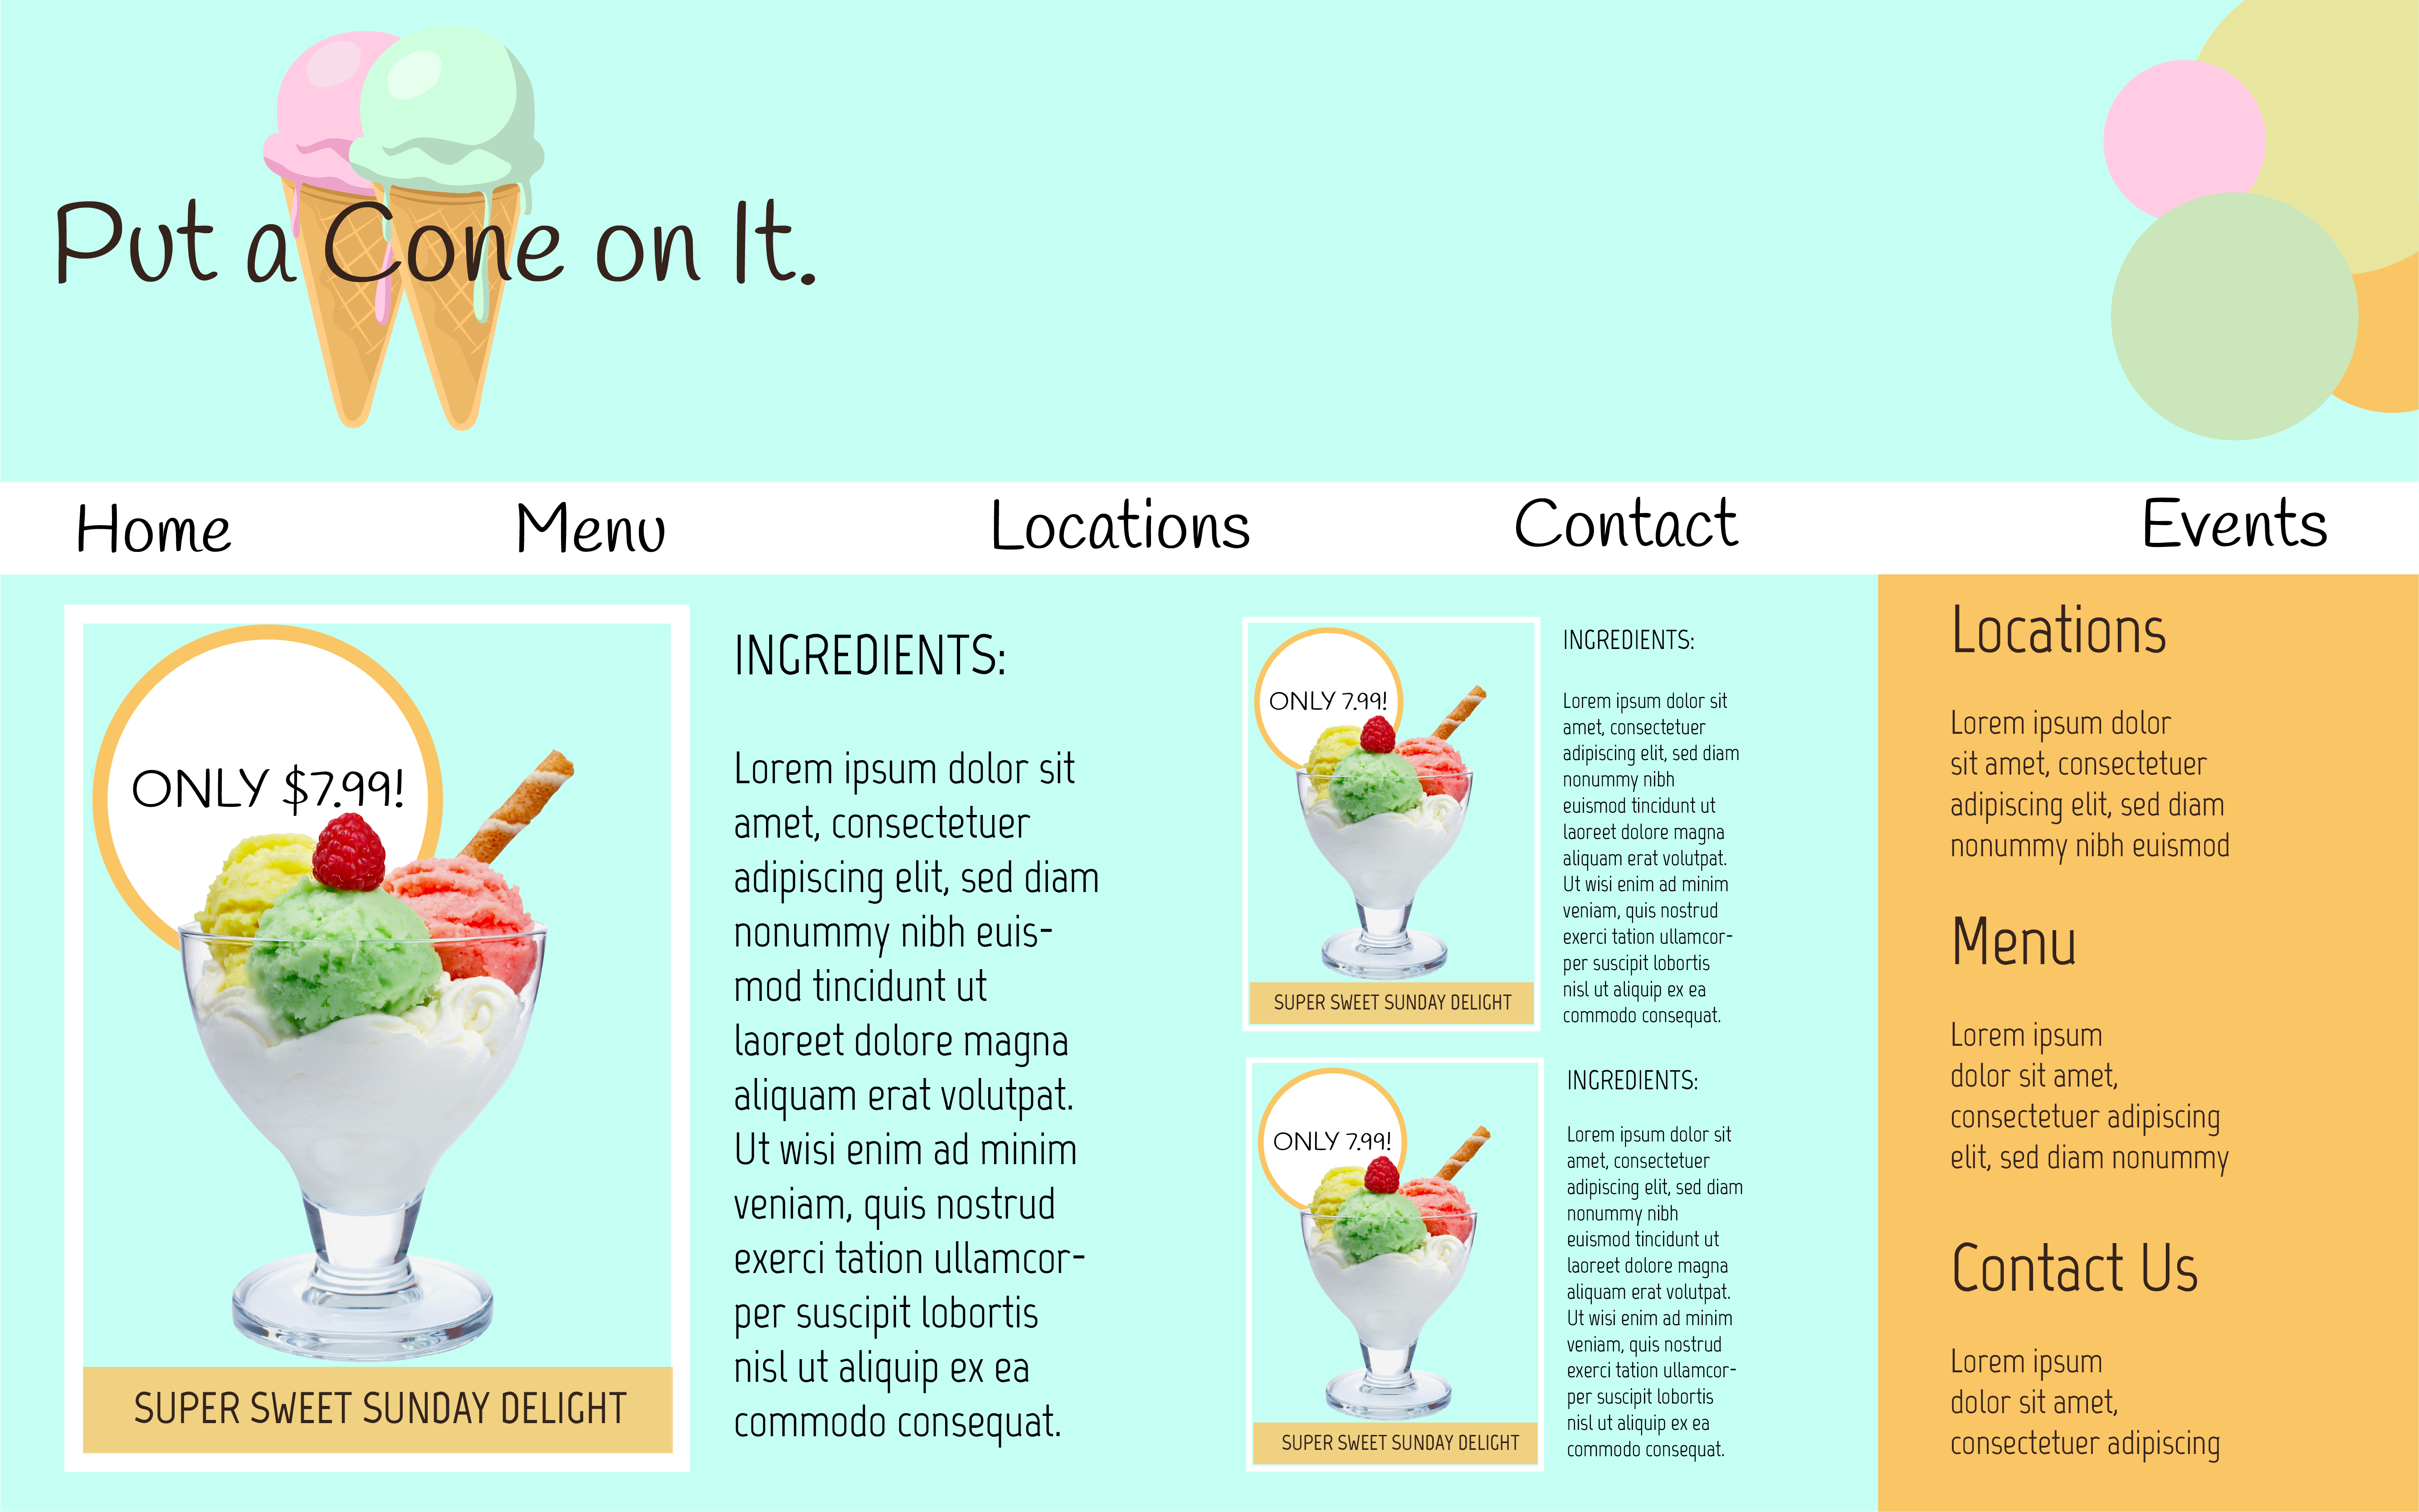 Put a Cone on It.
Home Menu Locations Contact Events
ONLY $7.99!
SUPER SWEET SUNDAY DELIGHT
INGREDIENTS:
Lorem ipsum dolor sit
amet, consectetuer
adipiscing elit, sed diam
nonummy nibh euis-
mod tincidunt ut
laoreet dolore magna
aliquam erat volutpat.
Ut wisi enim ad minim
veniam, quis nostrud
exerci tation ullamcor-
per suscipit lobortis
nisl ut aliquip ex ea
commodo consequat.
ONLY 7.99!
SUPER SWEET SUNDAY DELIGHT
INGREDIENTS:
Lorem ipsum dolor sit
amet, consectetuer
adipiscing elit, sed diam
nonummy nibh
euismod tincidunt ut
laoreet dolore magna
aliquam erat volutpat.
Ut wisi enim ad minim
veniam, quis nostrud
exerci tation ullamcor-
per suscipit lobortis
nisl ut aliquip ex ea
commodo consequat.
ONLY 7.99!
SUPER SWEET SUNDAY DELIGHT
INGREDIENTS:
Lorem ipsum dolor sit
amet, consectetuer
adipiscing elit, sed diam
nonummy nibh
euismod tincidunt ut
laoreet dolore magna
aliquam erat volutpat.
Ut wisi enim ad minim
veniam, quis nostrud
exerci tation ullamcor-
per suscipit lobortis
nisl ut aliquip ex ea
commodo consequat.
Locations
Lorem ipsum dolor
sit amet, consectetuer
adipiscing elit, sed diam
nonummy nibh euismod
Menu
Lorem ipsum
dolor sit amet,
consectetuer adipiscing
elit, sed diam nonummy
Contact Us
Lorem ipsum
dolor sit amet,
consectetuer adipiscing